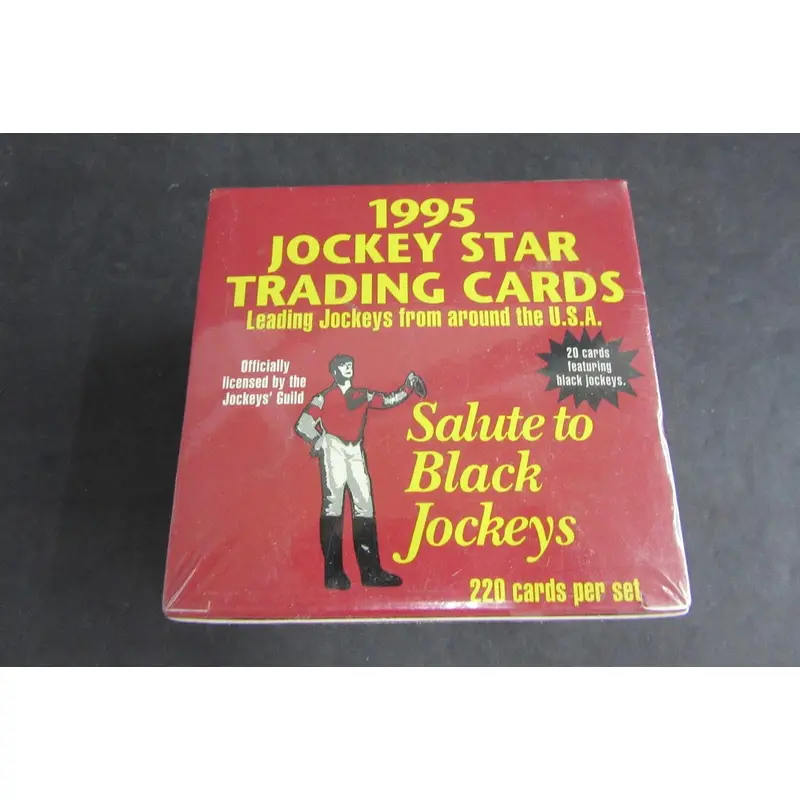 1995
JOCKEY STAR
TRADING CARDS
Leading Jockeys from around the U.S.A.
Officially
licensed by the
Jockeys' Guild
20 cards
featuring
black jockeys.
Salute to
Black
Jockeys
220 cards per set